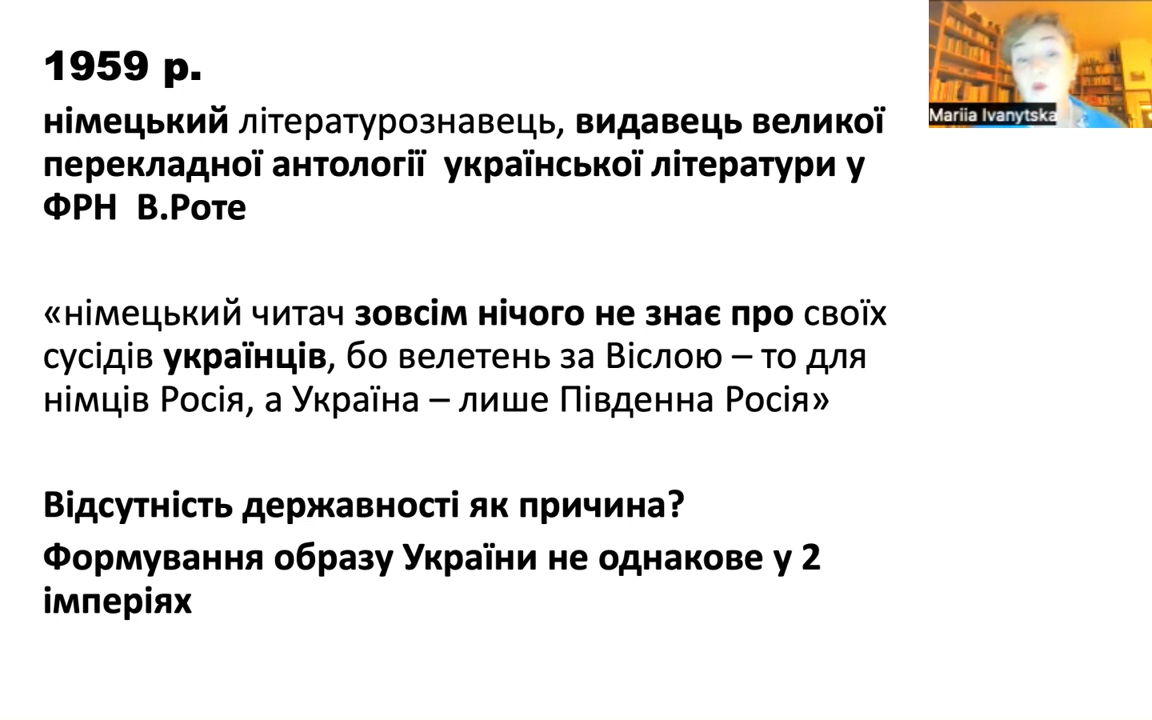 1959 р.
німецький літературознавець, видавець великої
перекладної антології української літератури у
ФРН В.Роте
«німецький читач зовсім нічого не знає про своїх
сусідів українців, бо велетень за Віслою – то для
німців Росія, а Україна – лише Південна Росія»
Відсутність державності як причина?
Формування образу України не однакове у 2
імперіях
Mariia Ivanytska